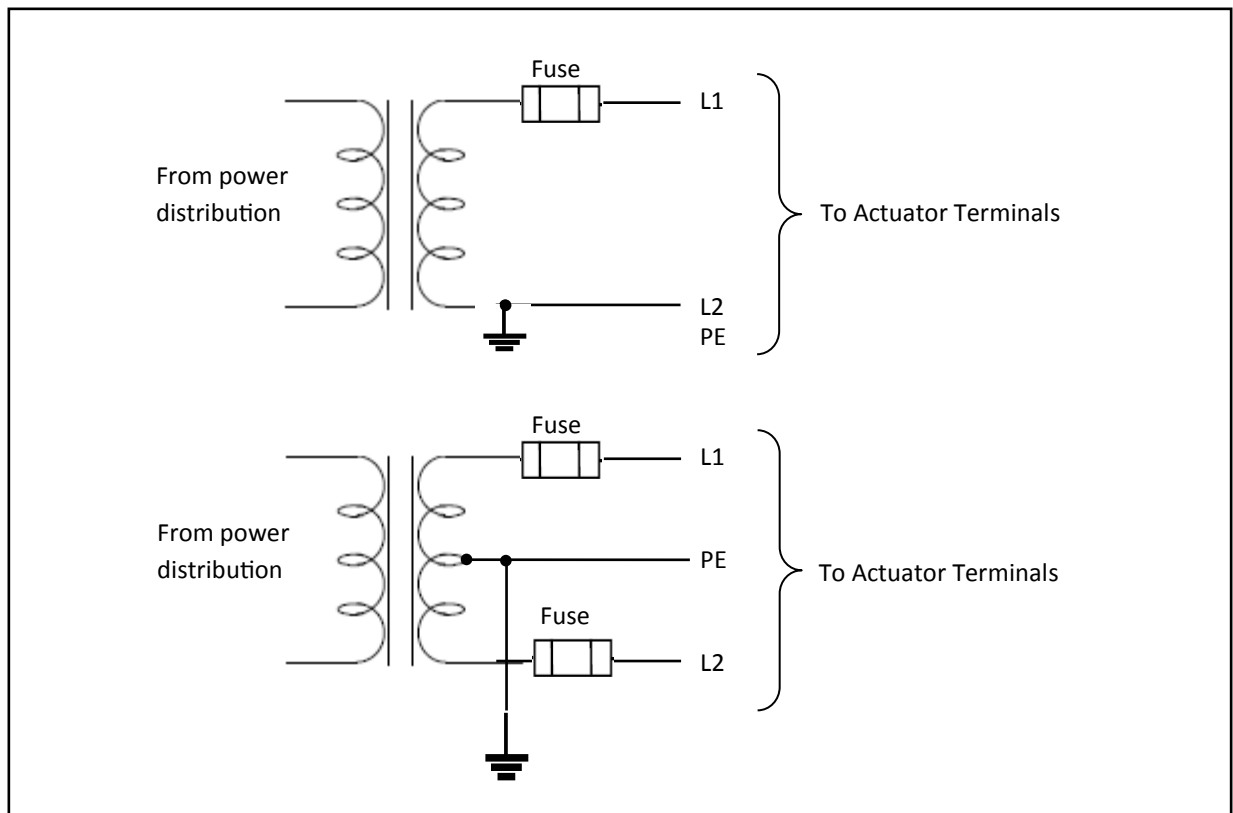 Fuse
L1
From power
distribution
To Actuator Terminals
L2
PE
Fuse
L1
From power
distribution
PE
To Actuator Terminals
Fuse
L2